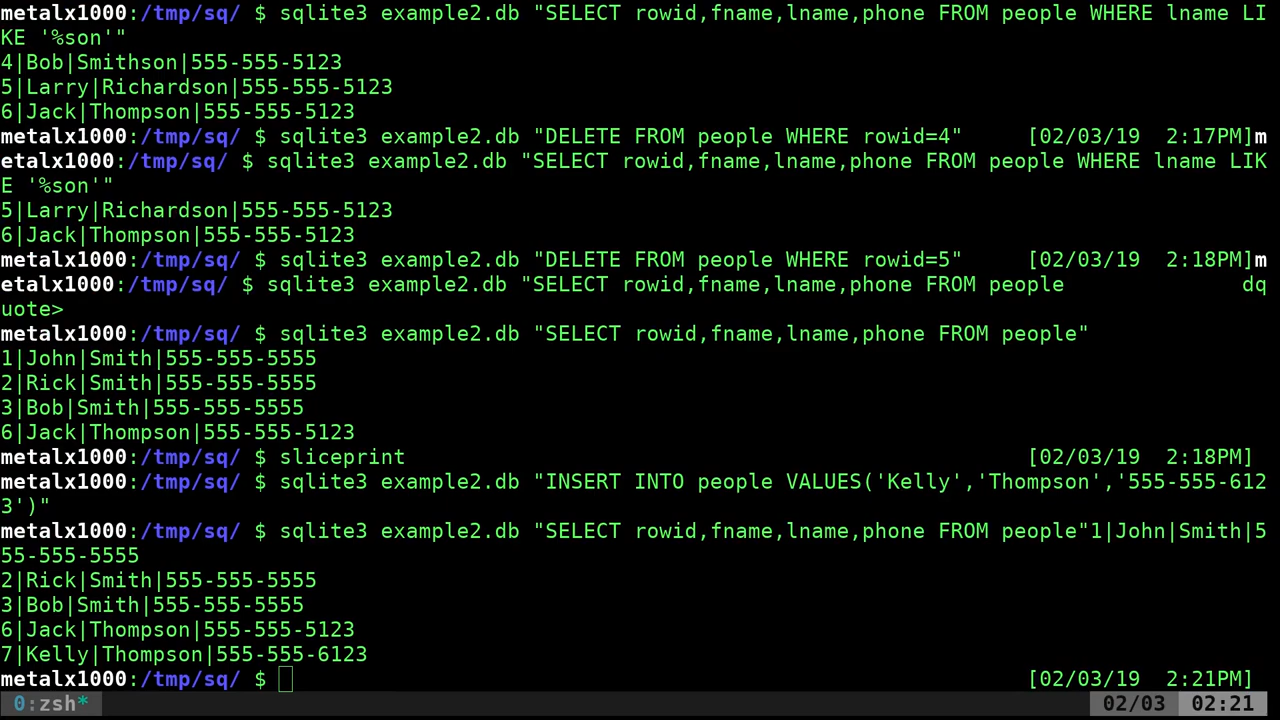 metalx1000:/tmp/sq/ $ sqlite3 example2.db "SELECT rowid,fname,lname,phone FROM people WHERE lname LI
KE '%son'"
4|Bob|Smithson|555-555-5123
5|Larry|Richardson|555-555-5123
6|Jack|Thompson|555-555-5123
metalx1000:/tmp/sq/ $ sqlite3 example2.db "DELETE FROM people WHERE rowid=4"     [02/03/19  2:17PM]m
etalx1000:/tmp/sq/ $ sqlite3 example2.db "SELECT rowid,fname,lname,phone FROM people WHERE lname LIK
E '%son'"
5|Larry|Richardson|555-555-5123
6|Jack|Thompson|555-555-5123
metalx1000:/tmp/sq/ $ sqlite3 example2.db "DELETE FROM people WHERE rowid=5"     [02/03/19  2:18PM]m
etalx1000:/tmp/sq/ $ sqlite3 example2.db "SELECT rowid,fname,lname,phone FROM people              dq
uote>
metalx1000:/tmp/sq/ $ sqlite3 example2.db "SELECT rowid,fname,lname,phone FROM people"
1|John|Smith|555-555-5555
2|Rick|Smith|555-555-5555
3|Bob|Smith|555-555-5555
6|Jack|Thompson|555-555-5123
metalx1000:/tmp/sq/ $ sliceprint                                                 [02/03/19  2:18PM]
metalx1000:/tmp/sq/ $ sqlite3 example2.db "INSERT INTO people VALUES('Kelly','Thompson','555-555-612
3')"
metalx1000:/tmp/sq/ $ sqlite3 example2.db "SELECT rowid,fname,lname,phone FROM people"1|John|Smith|5
55-555-5555
2|Rick|Smith|555-555-5555
3|Bob|Smith|555-555-5555
6|Jack|Thompson|555-555-5123
7|Kelly|Thompson|555-555-6123
metalx1000:/tmp/sq/ $                                                            [02/03/19  2:21PM]
0:zsh* 02/03 02:21